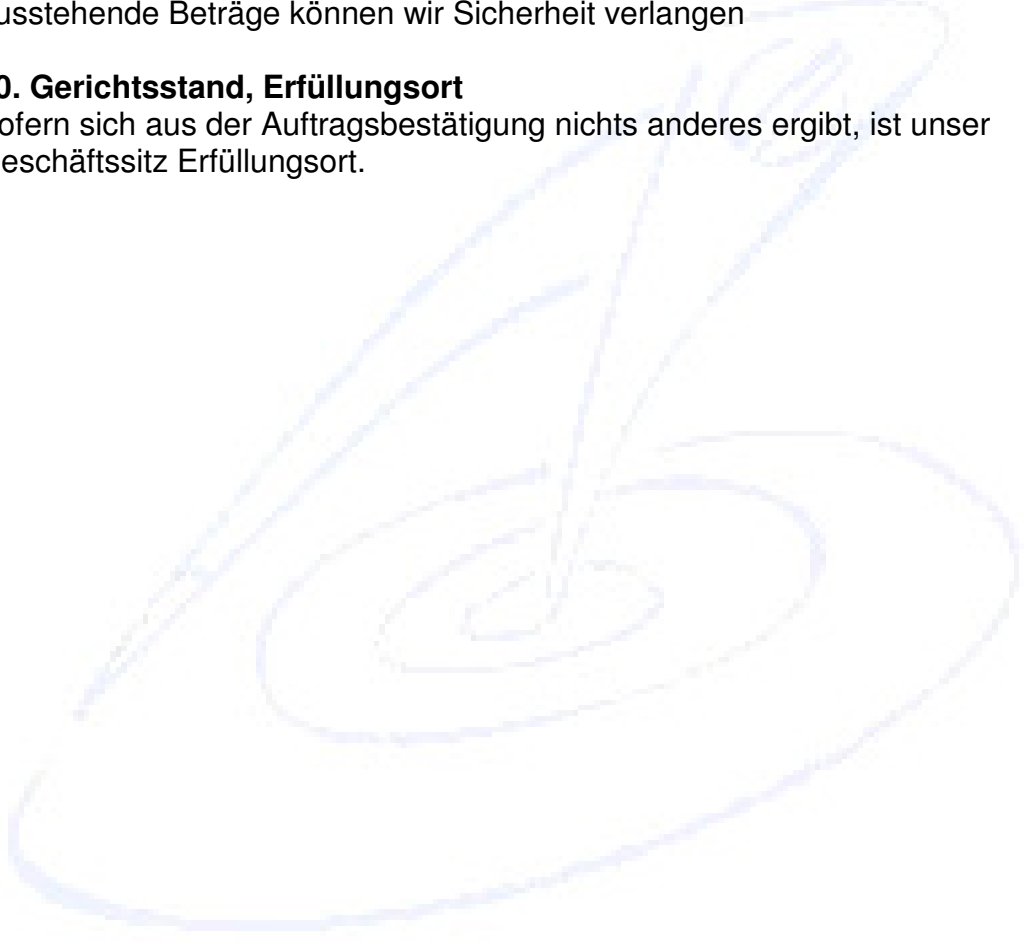 usstehende Beträge können wir Sicherheit verlangen
0. Gerichtsstand, Erfüllungsort
ofern sich aus der Auftragsbestätigung nichts anderes ergibt, ist unser
eschäftssitz Erfüllungsort.